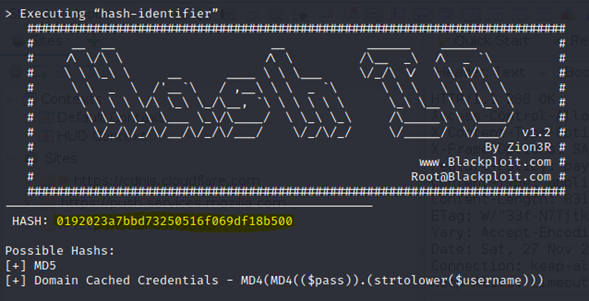 > Executing “hash-identifier”
#########################################################################
v1.2 #
# By Zion3R #
# www.Blackploit.com #
# Root@Blackploit.com #
#########################################################################
HASH: 0192023a7bbd73250516f069df18b500
Possible Hashs:
[+] MD5
[+] Domain Cached Credentials - MD4(MD4(($pass)).(strtolower($username)))